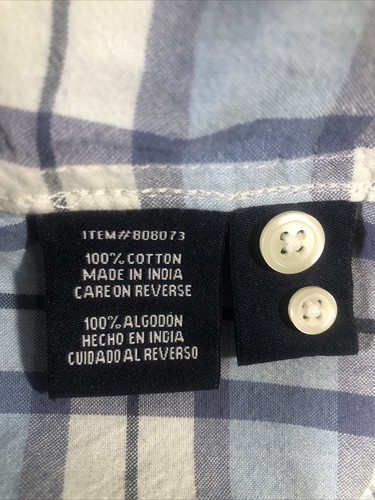 ITEM#808073
100% COTTON
MADE IN INDIA
CARE ON REVERSE
100% ALGODÓN
HECHO EN INDIA
CUIDADO AL REVERSO